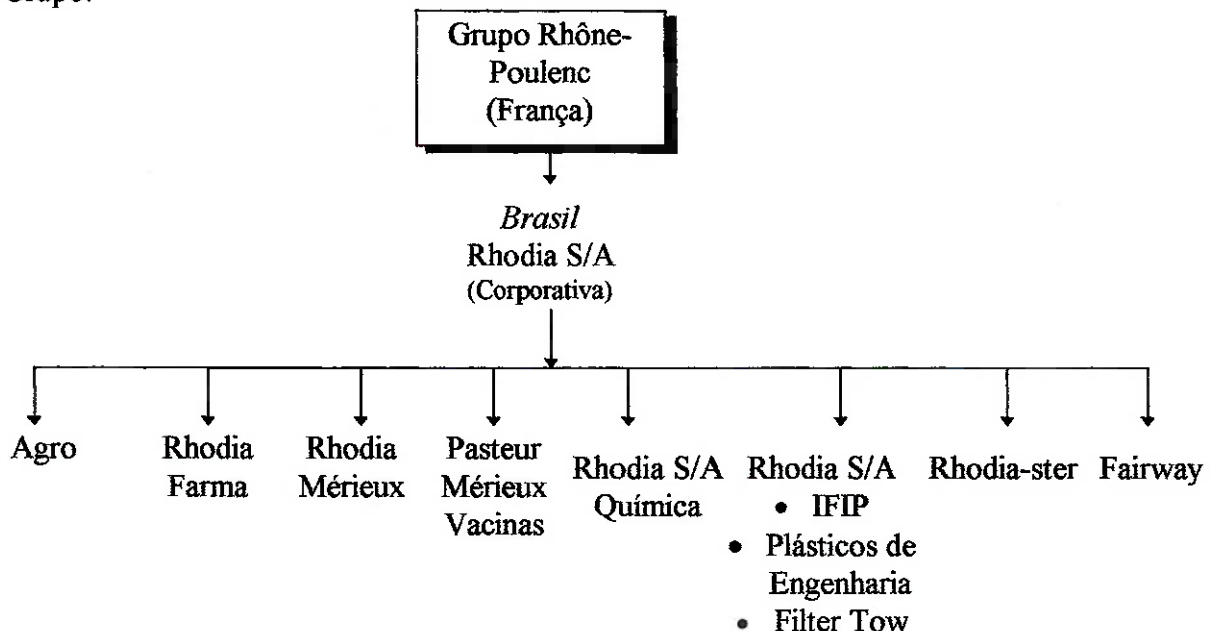 Grupo Rhône-
Poulenc
(França)
Brasil
Rhodia S/A
(Corporativa)
Agro
Rhodia
Farma
Rhodia
Mérieux
Pasteur
Mérieux
Vacinas
Rhodia S/A
Química
Rhodia S/A
• IFIP
• Plásticos de
Engenharia
• Filter Tow
Rhodia-ster
Fairway